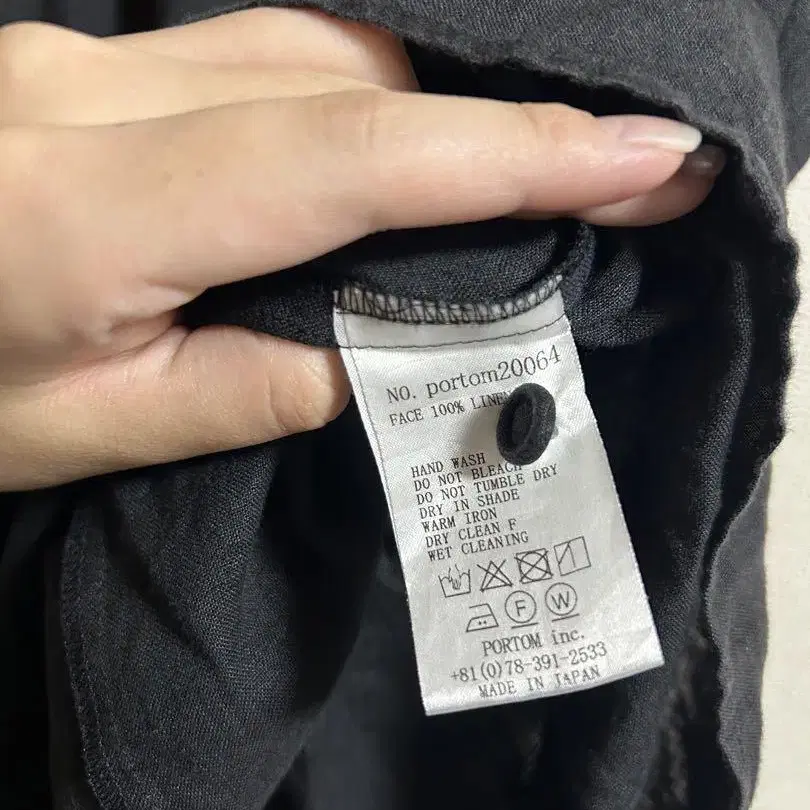 NO. portom20064
FACE 100% LINEN
HAND WASH
DO NOT BLEACH
DO NOT TUMBLE DRY
DRY IN SHADE
WARM IRON
DRY CLEAN F
WET CLEANING
F W
PORTOM inc.
+81(0)78-391-2533
MADE IN JAPAN